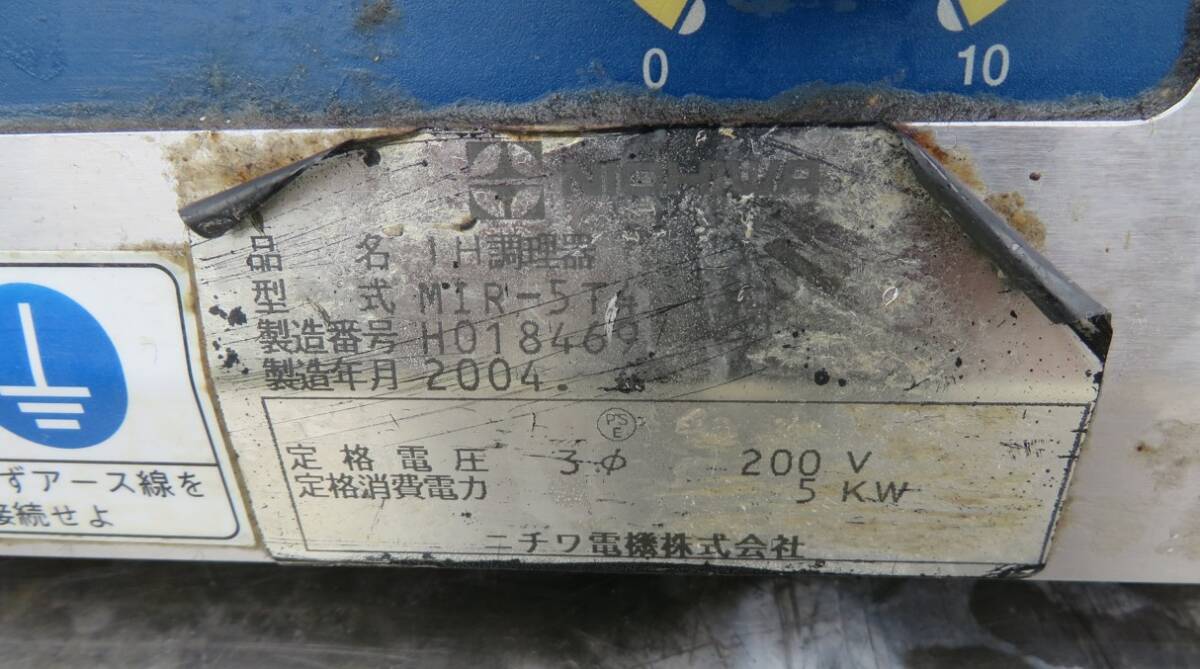 0 10
NICHIWA
品名 IH調理器
型式 MIR-5T4
製造番号 H018469
製造年月 2004.
PS E
定格電圧 3φ 200 V
定格消費電力 5 KW
ニチワ電機株式会社
ずアース線を
接続せよ